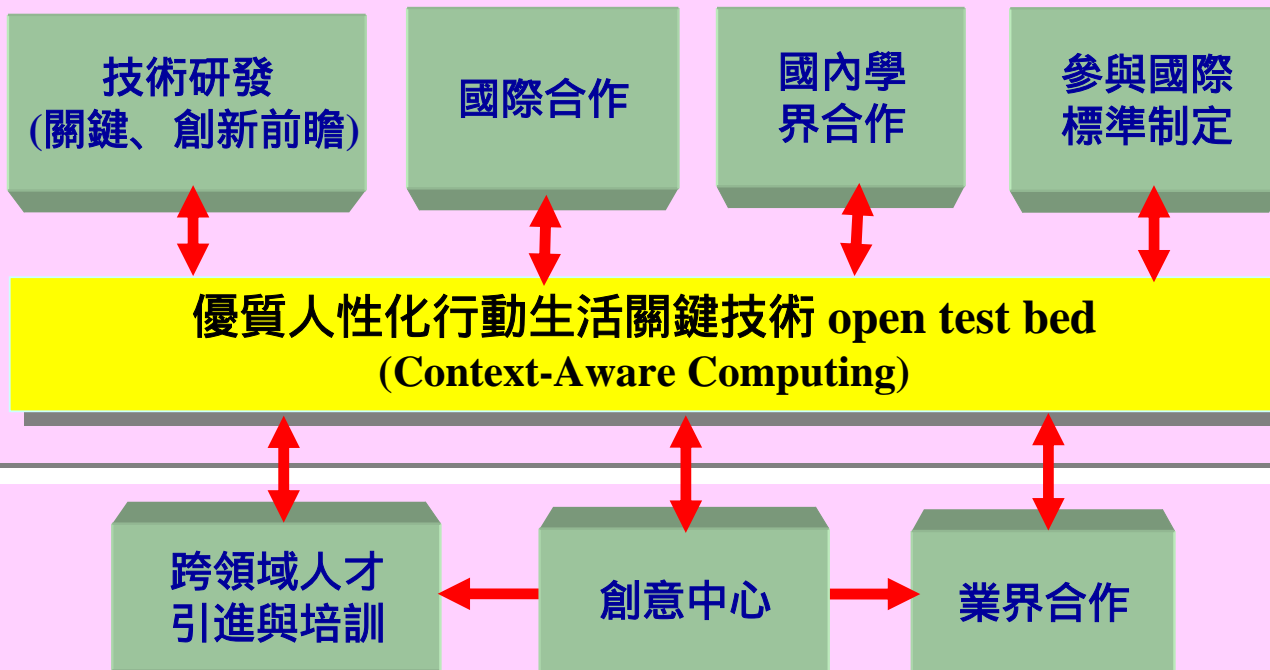 技術研發
(關鍵、創新前瞻)
國際合作
國內學
界合作
參與國際
標準制定
優質人性化行動生活關鍵技術 open test bed
(Context-Aware Computing)
跨領域人才
引進與培訓
創意中心
業界合作